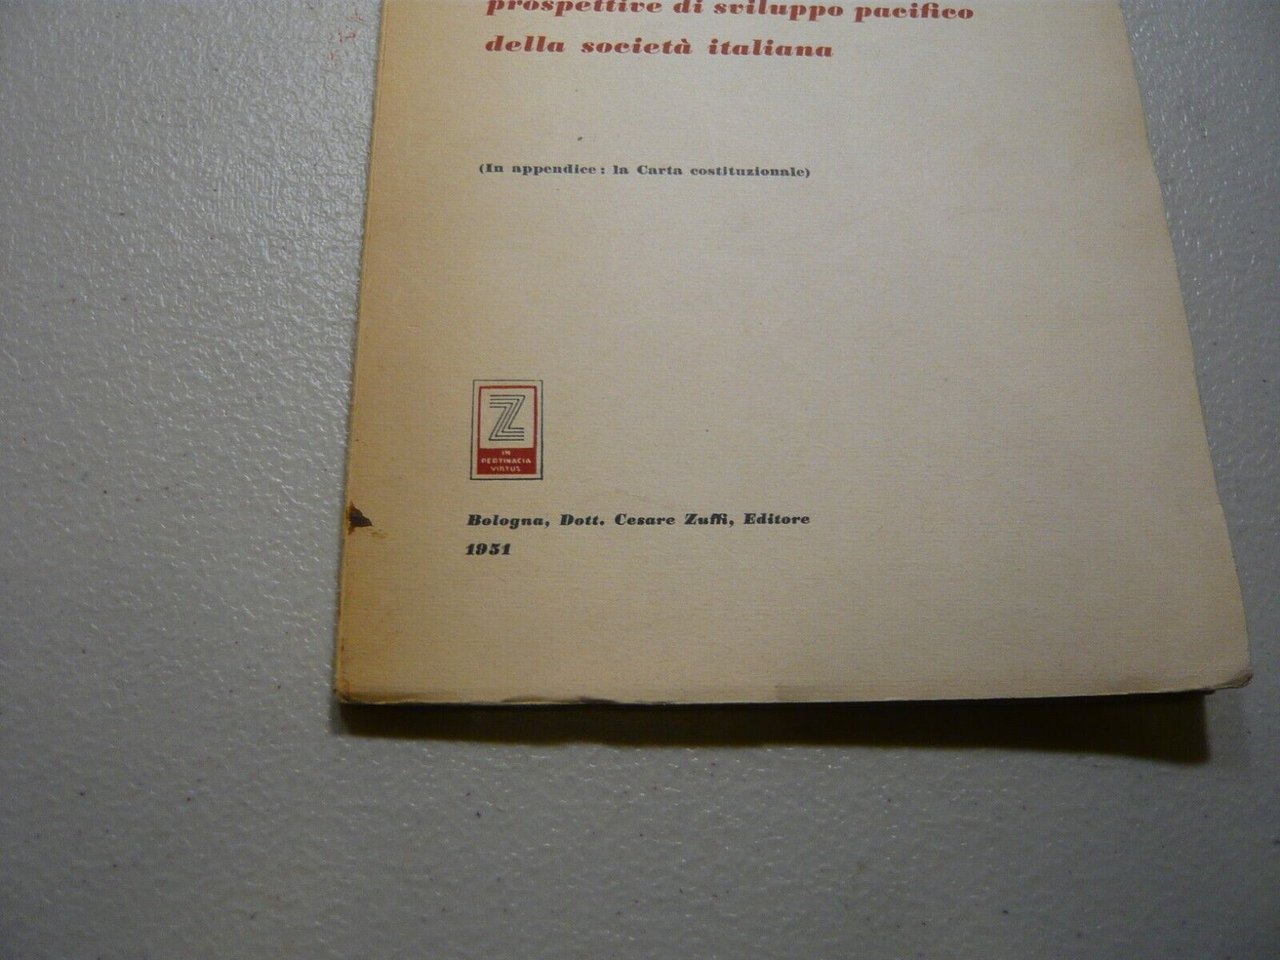 prospettive di sviluppo pacifico
della società italiana
(In appendice: la Carta costituzionale)
Z
IN
PERTINACIA
VIRTUS
Bologna, Dott. Cesare Zuffi, Editore
1951